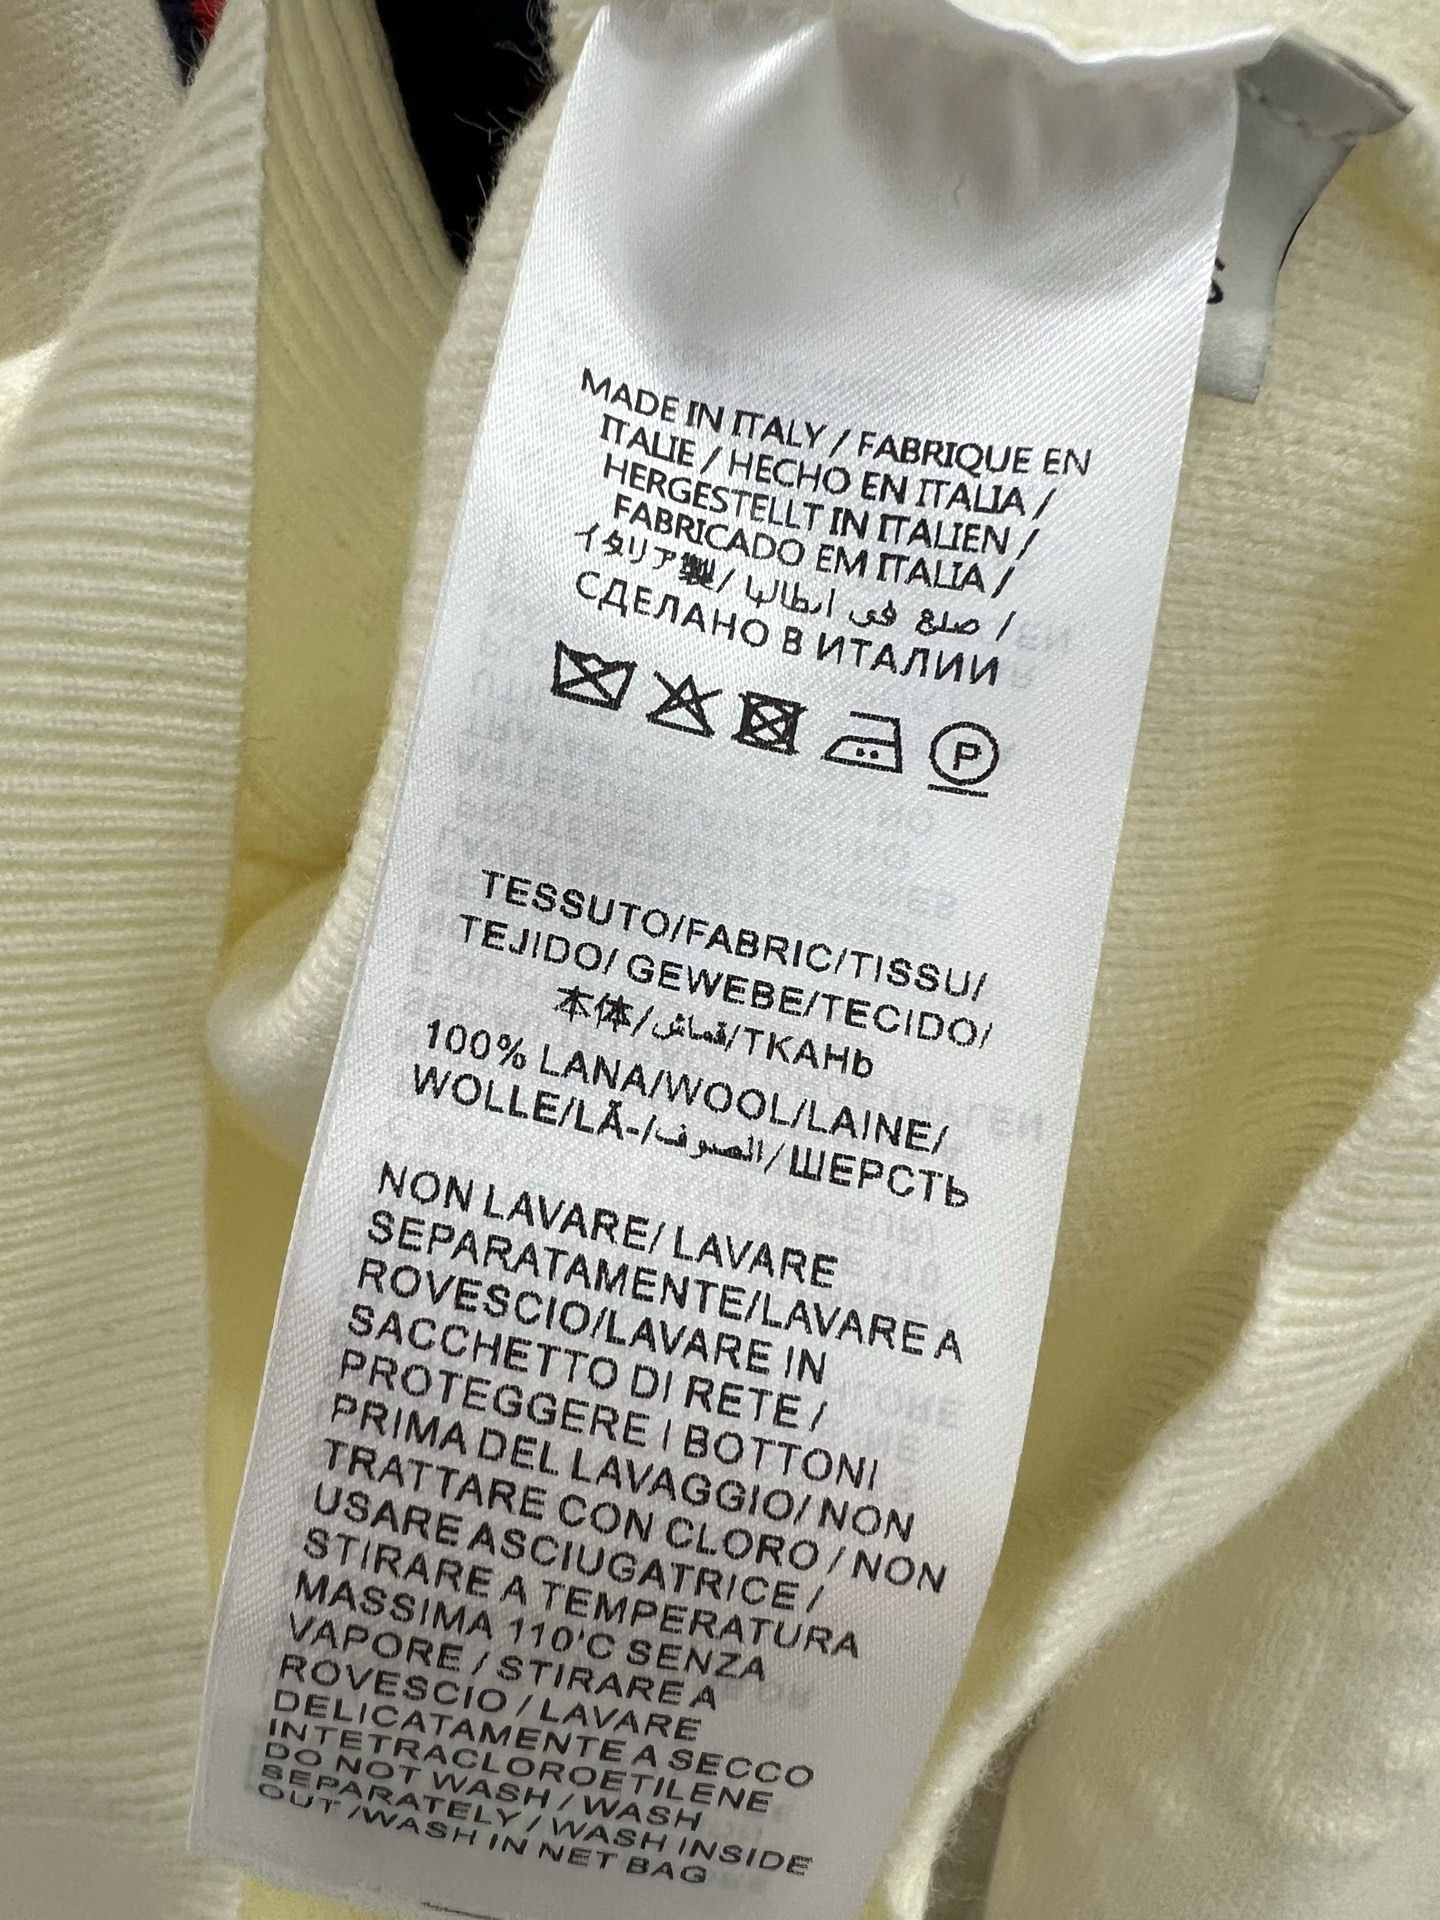 MADE IN ITALY / FABRIQUE EN
ITALIE / HECHO EN ITALIA /
HERGESTELLT IN ITALIEN /
FABRICADO EM ITALIA /
イタリア製 / صلع في ايطاليا /
СДЕЛАНО В ИТАЛИИ
P
TESSUTO/FABRIC/TISSU/
TEJIDO/ GEWEBE/TECIDO/
本体/قماش/ТКАНЬ
100% LANA/WOOL/LAINE/
WOLLE/LÃ-/الصوف/ШЕРСТЬ
NON LAVARE/ LAVARE
SEPARATAMENTE/LAVARE A
ROVESCIO/LAVARE IN
SACCHETTO DI RETE /
PROTEGGERE I BOTTONI
PRIMA DEL LAVAGGIO/ NON
TRATTARE CON CLORO / NON
USARE ASCIUGATRICE /
STIRARE A TEMPERATURA
MASSIMA 110'C SENZA
VAPORE / STIRARE A
ROVESCIO / LAVARE
DELICATAMENTE A SECCO
INTETRACLOROETILENE
DO NOT WASH / WASH
SEPARATELY / WASH INSIDE
OUT /WASH IN NET BAG